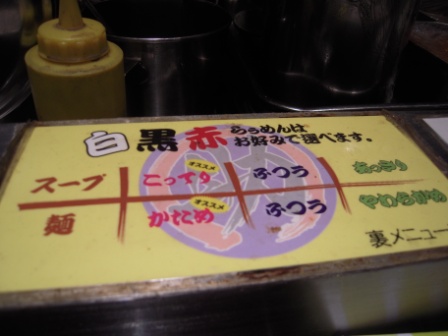 白黒赤らぁめんは
お好みで選べます。
スープ オススメ こってり ふつう あっさり
麺 オススメ かため ふつう やわらかめ
裏メニュー